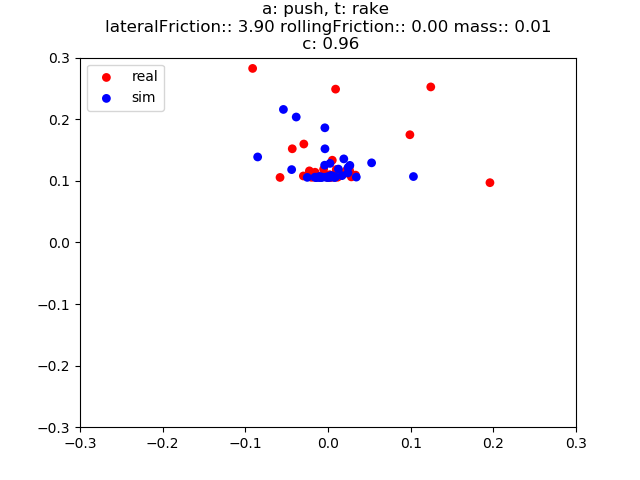 a: push, t: rake
lateralFriction:: 3.90 rollingFriction:: 0.00 mass:: 0.01
c: 0.96
real
sim
0.3
0.2
0.1
0.0
−0.1
−0.2
−0.3
−0.3
−0.2
−0.1
0.0
0.1
0.2
0.3